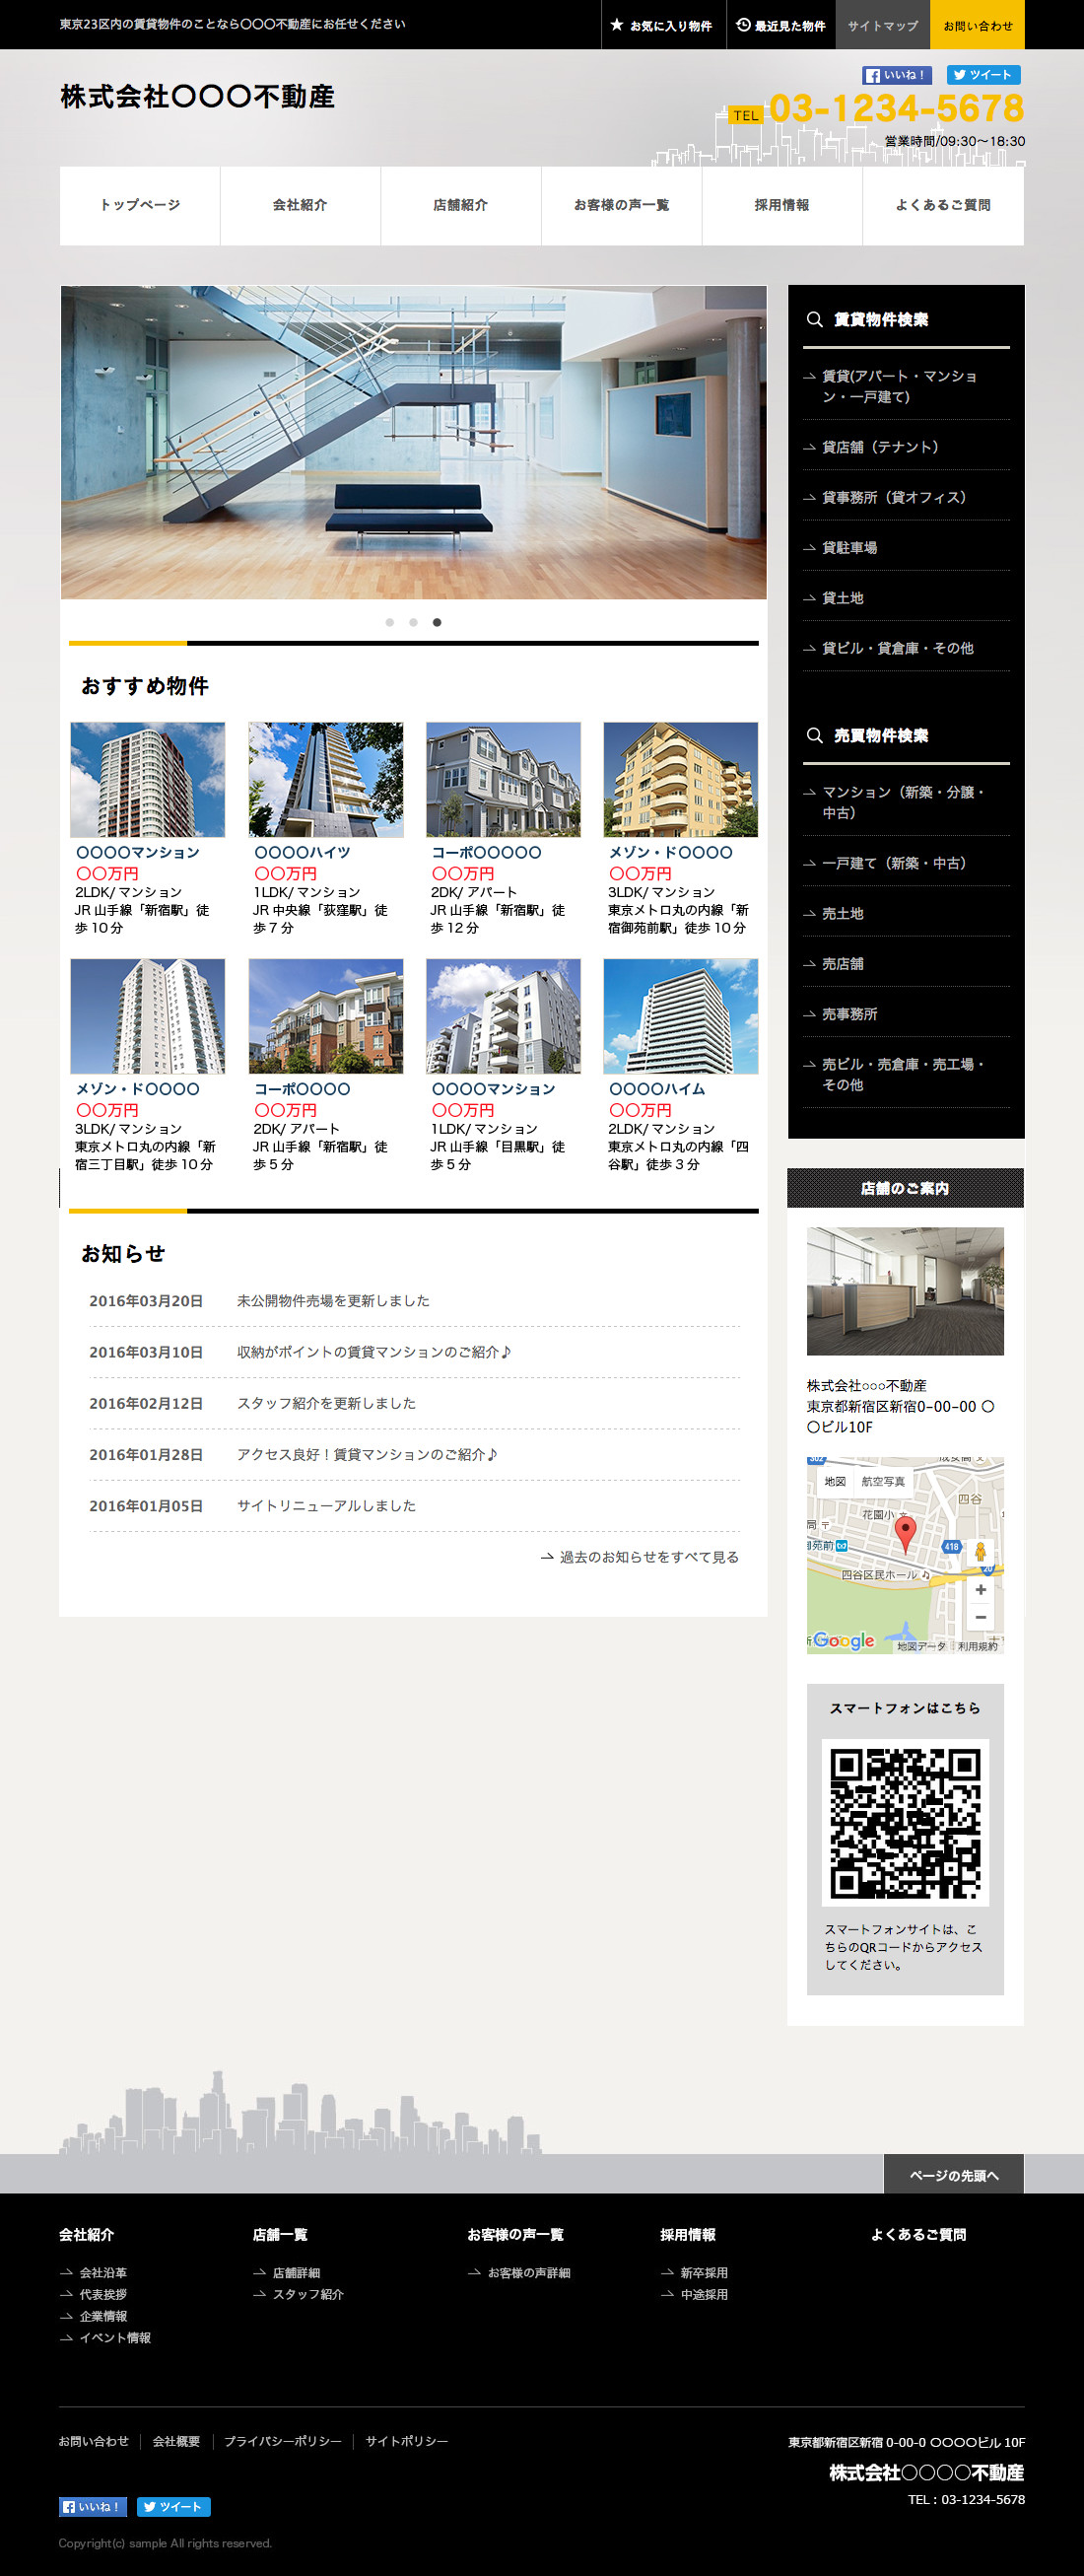 東京23区内の賃貸物件のことなら〇〇〇不動産にお任せください
お気に入り物件
最近見た物件
サイトマップ
お問い合わせ
株式会社〇〇〇不動産
いいね！
ツイート
TEL 03-1234-5678
営業時間/09:30〜18:30
トップページ
会社紹介
店舗紹介
お客様の声一覧
採用情報
よくあるご質問
おすすめ物件
〇〇〇〇マンション
〇〇万円
2LDK/ マンション
JR 山手線「新宿駅」徒
歩 10 分
〇〇〇〇ハイツ
〇〇万円
1LDK/ マンション
JR 中央線「荻窪駅」徒
歩 7 分
コーポ〇〇〇〇〇
〇〇万円
2DK/ アパート
JR 山手線「新宿駅」徒
歩 12 分
メゾン・ド〇〇〇〇
〇〇万円
3LDK/ マンション
東京メトロ丸の内線「新
宿御苑前駅」徒歩 10 分
メゾン・ド〇〇〇〇
〇〇万円
3LDK/ マンション
東京メトロ丸の内線「新
宿三丁目駅」徒歩 10 分
コーポ〇〇〇〇
〇〇万円
2DK/ アパート
JR 山手線「新宿駅」徒
歩 5 分
〇〇〇〇マンション
〇〇万円
1LDK/ マンション
JR 山手線「目黒駅」徒
歩 5 分
〇〇〇〇ハイム
〇〇万円
2LDK/ マンション
東京メトロ丸の内線「四
谷駅」徒歩 3 分
お知らせ
2016年03月20日 未公開物件売場を更新しました
2016年03月10日 収納がポイントの賃貸マンションのご紹介♪
2016年02月12日 スタッフ紹介を更新しました
2016年01月28日 アクセス良好！賃貸マンションのご紹介♪
2016年01月05日 サイトリニューアルしました
過去のお知らせをすべて見る
賃貸物件検索
賃貸(アパート・マンショ
ン・一戸建て)
貸店舗（テナント）
貸事務所（貸オフィス）
貸駐車場
貸土地
貸ビル・貸倉庫・その他
売買物件検索
マンション（新築・分譲・
中古）
一戸建て（新築・中古）
売土地
売店舗
売事務所
売ビル・売倉庫・売工場・
その他
店舗のご案内
株式会社○○○不動産
東京都新宿区新宿0-00-00 〇
〇ビル10F
302
地図
航空写真
四谷
花園小
局
御苑前
418
20
四谷区民ホール
+
−
Google
地図データ
利用規約
スマートフォンはこちら
スマートフォンサイトは、こ
ちらのQRコードからアクセス
してください。
ページの先頭へ
会社紹介
会社沿革
代表挨拶
企業情報
イベント情報
店舗一覧
店舗詳細
スタッフ紹介
お客様の声一覧
お客様の声詳細
採用情報
新卒採用
中途採用
よくあるご質問
お問い合わせ
会社概要
プライバシーポリシー
サイトポリシー
東京都新宿区新宿 0-00-0 〇〇〇〇ビル 10F
株式会社〇〇〇〇不動産
TEL : 03-1234-5678
いいね！
ツイート
Copyright(c) sample All rights reserved.